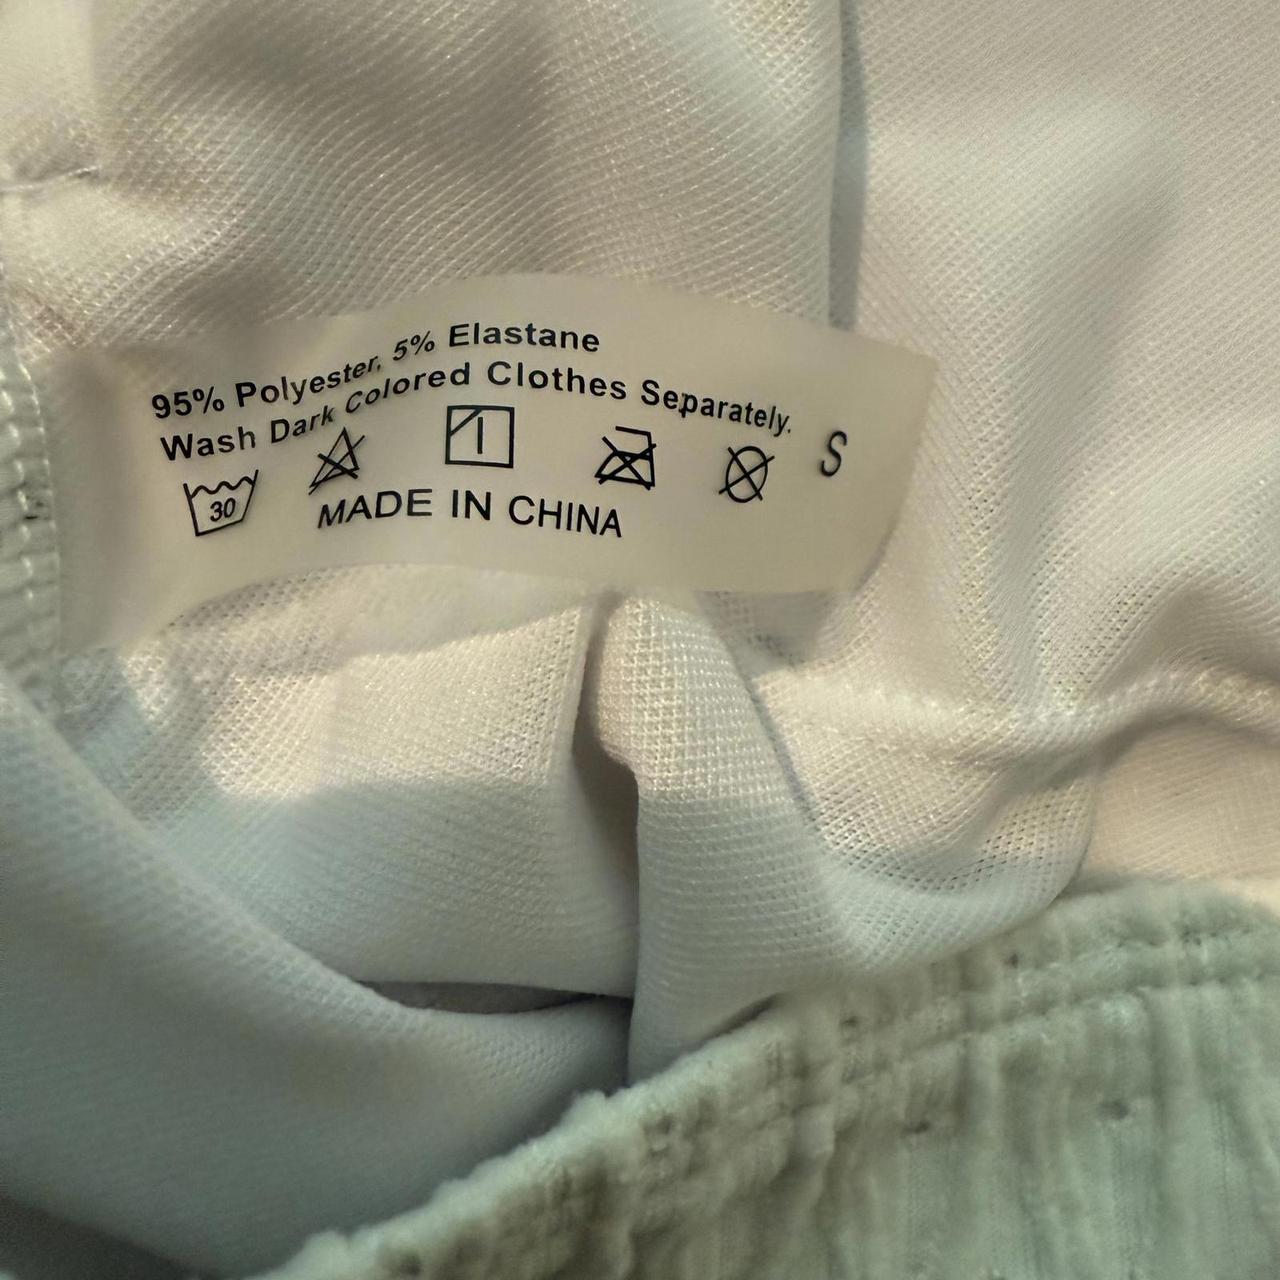 95% Polyester, 5% Elastane
Wash Dark Colored Clothes Separately.
30
S
MADE IN CHINA